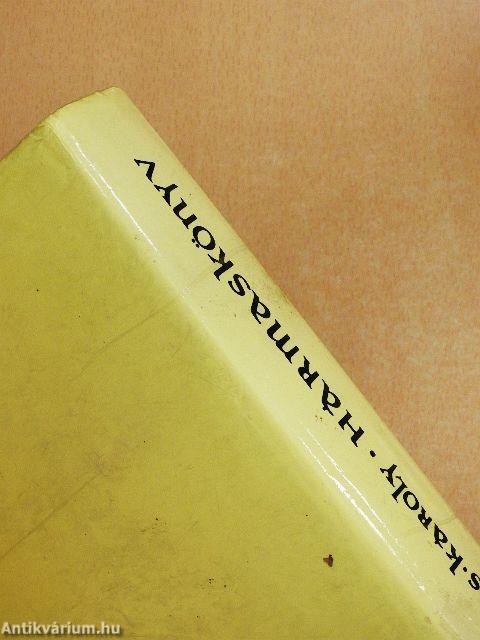 s. károly · Hármaskönyv
Antikvárium.hu